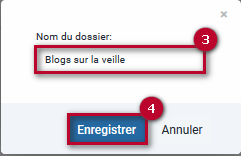 ×
Nom du dossier:
3
Blogs sur la veille
4
Enregistrer Annuler